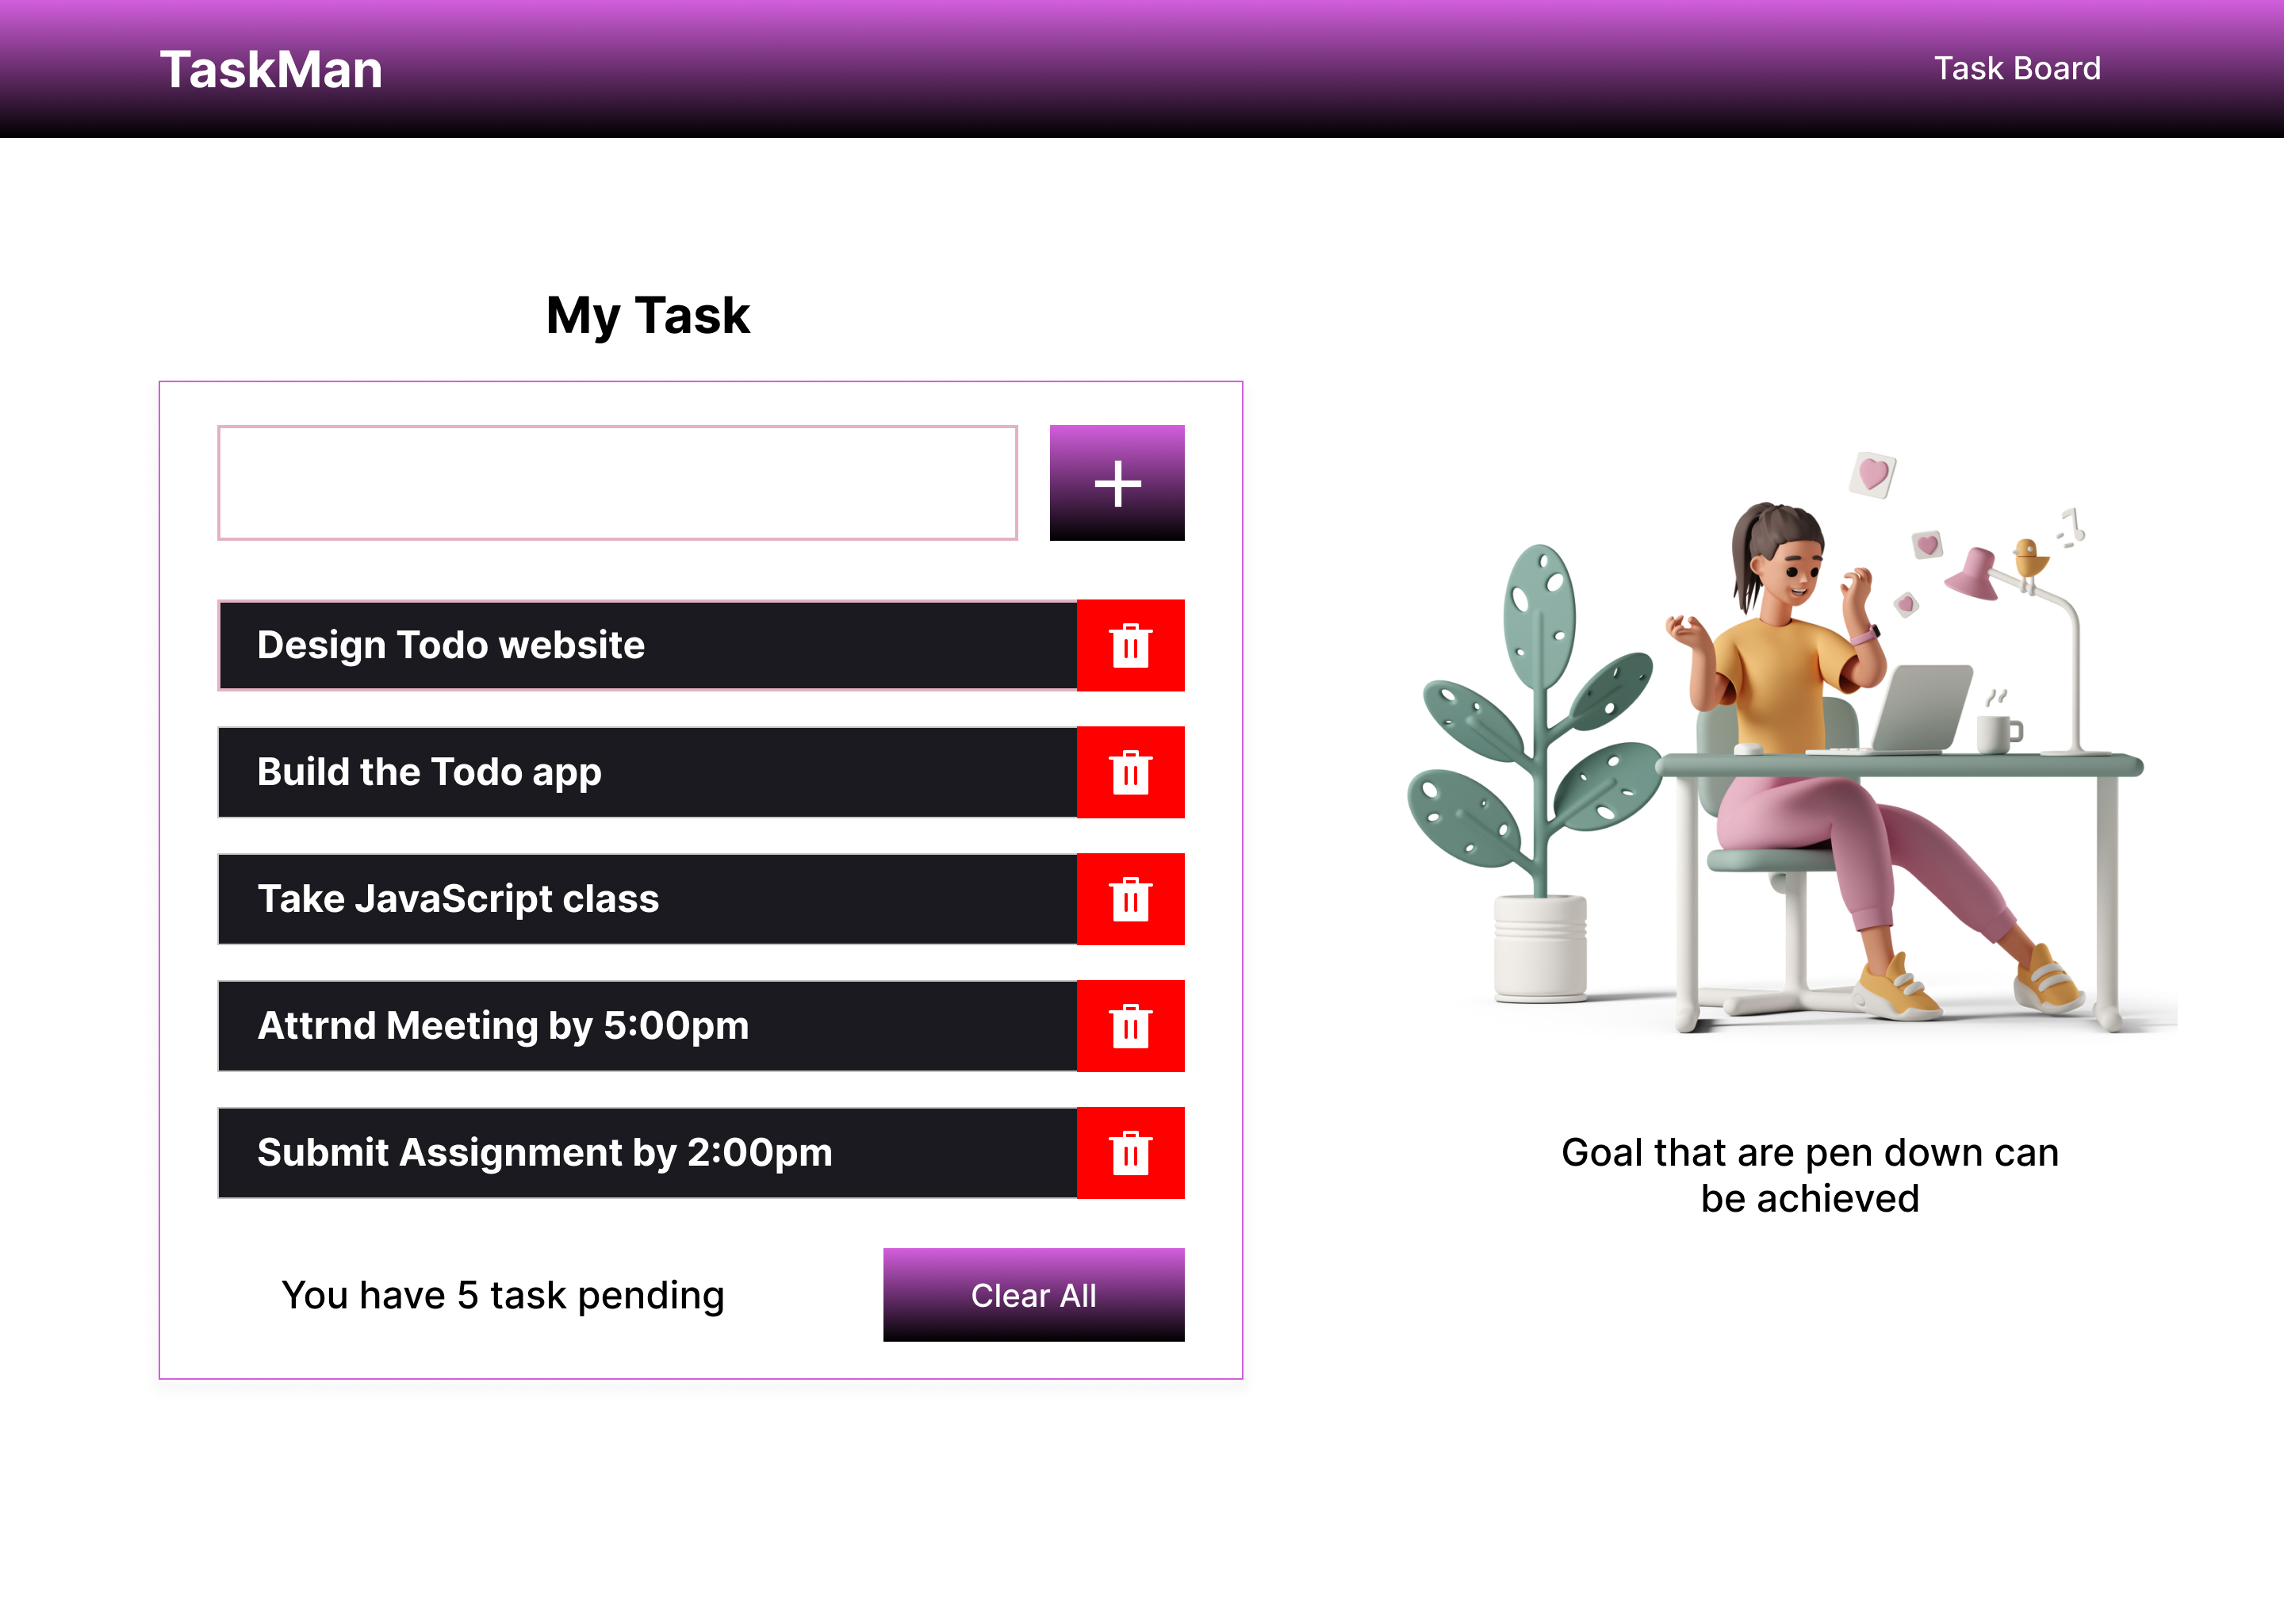 TaskMan
Task Board
My Task
Design Todo website
Build the Todo app
Take JavaScript class
Attrnd Meeting by 5:00pm
Submit Assignment by 2:00pm
You have 5 task pending
Clear All
Goal that are pen down can
be achieved